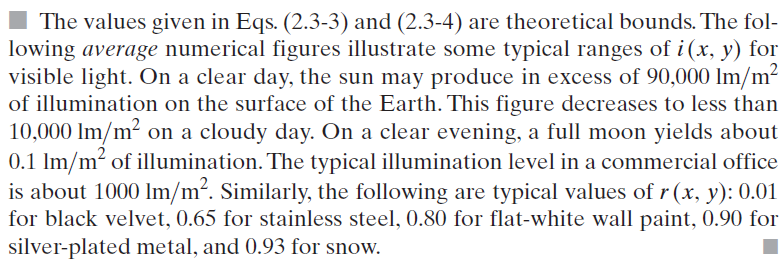 The values given in Eqs. (2.3-3) and (2.3-4) are theoretical bounds. The fol-
lowing average numerical figures illustrate some typical ranges of i(x, y) for
visible light. On a clear day, the sun may produce in excess of 90,000 lm/m²
of illumination on the surface of the Earth. This figure decreases to less than
10,000 lm/m² on a cloudy day. On a clear evening, a full moon yields about
0.1 lm/m² of illumination. The typical illumination level in a commercial office
is about 1000 lm/m². Similarly, the following are typical values of r(x, y): 0.01
for black velvet, 0.65 for stainless steel, 0.80 for flat-white wall paint, 0.90 for
silver-plated metal, and 0.93 for snow.